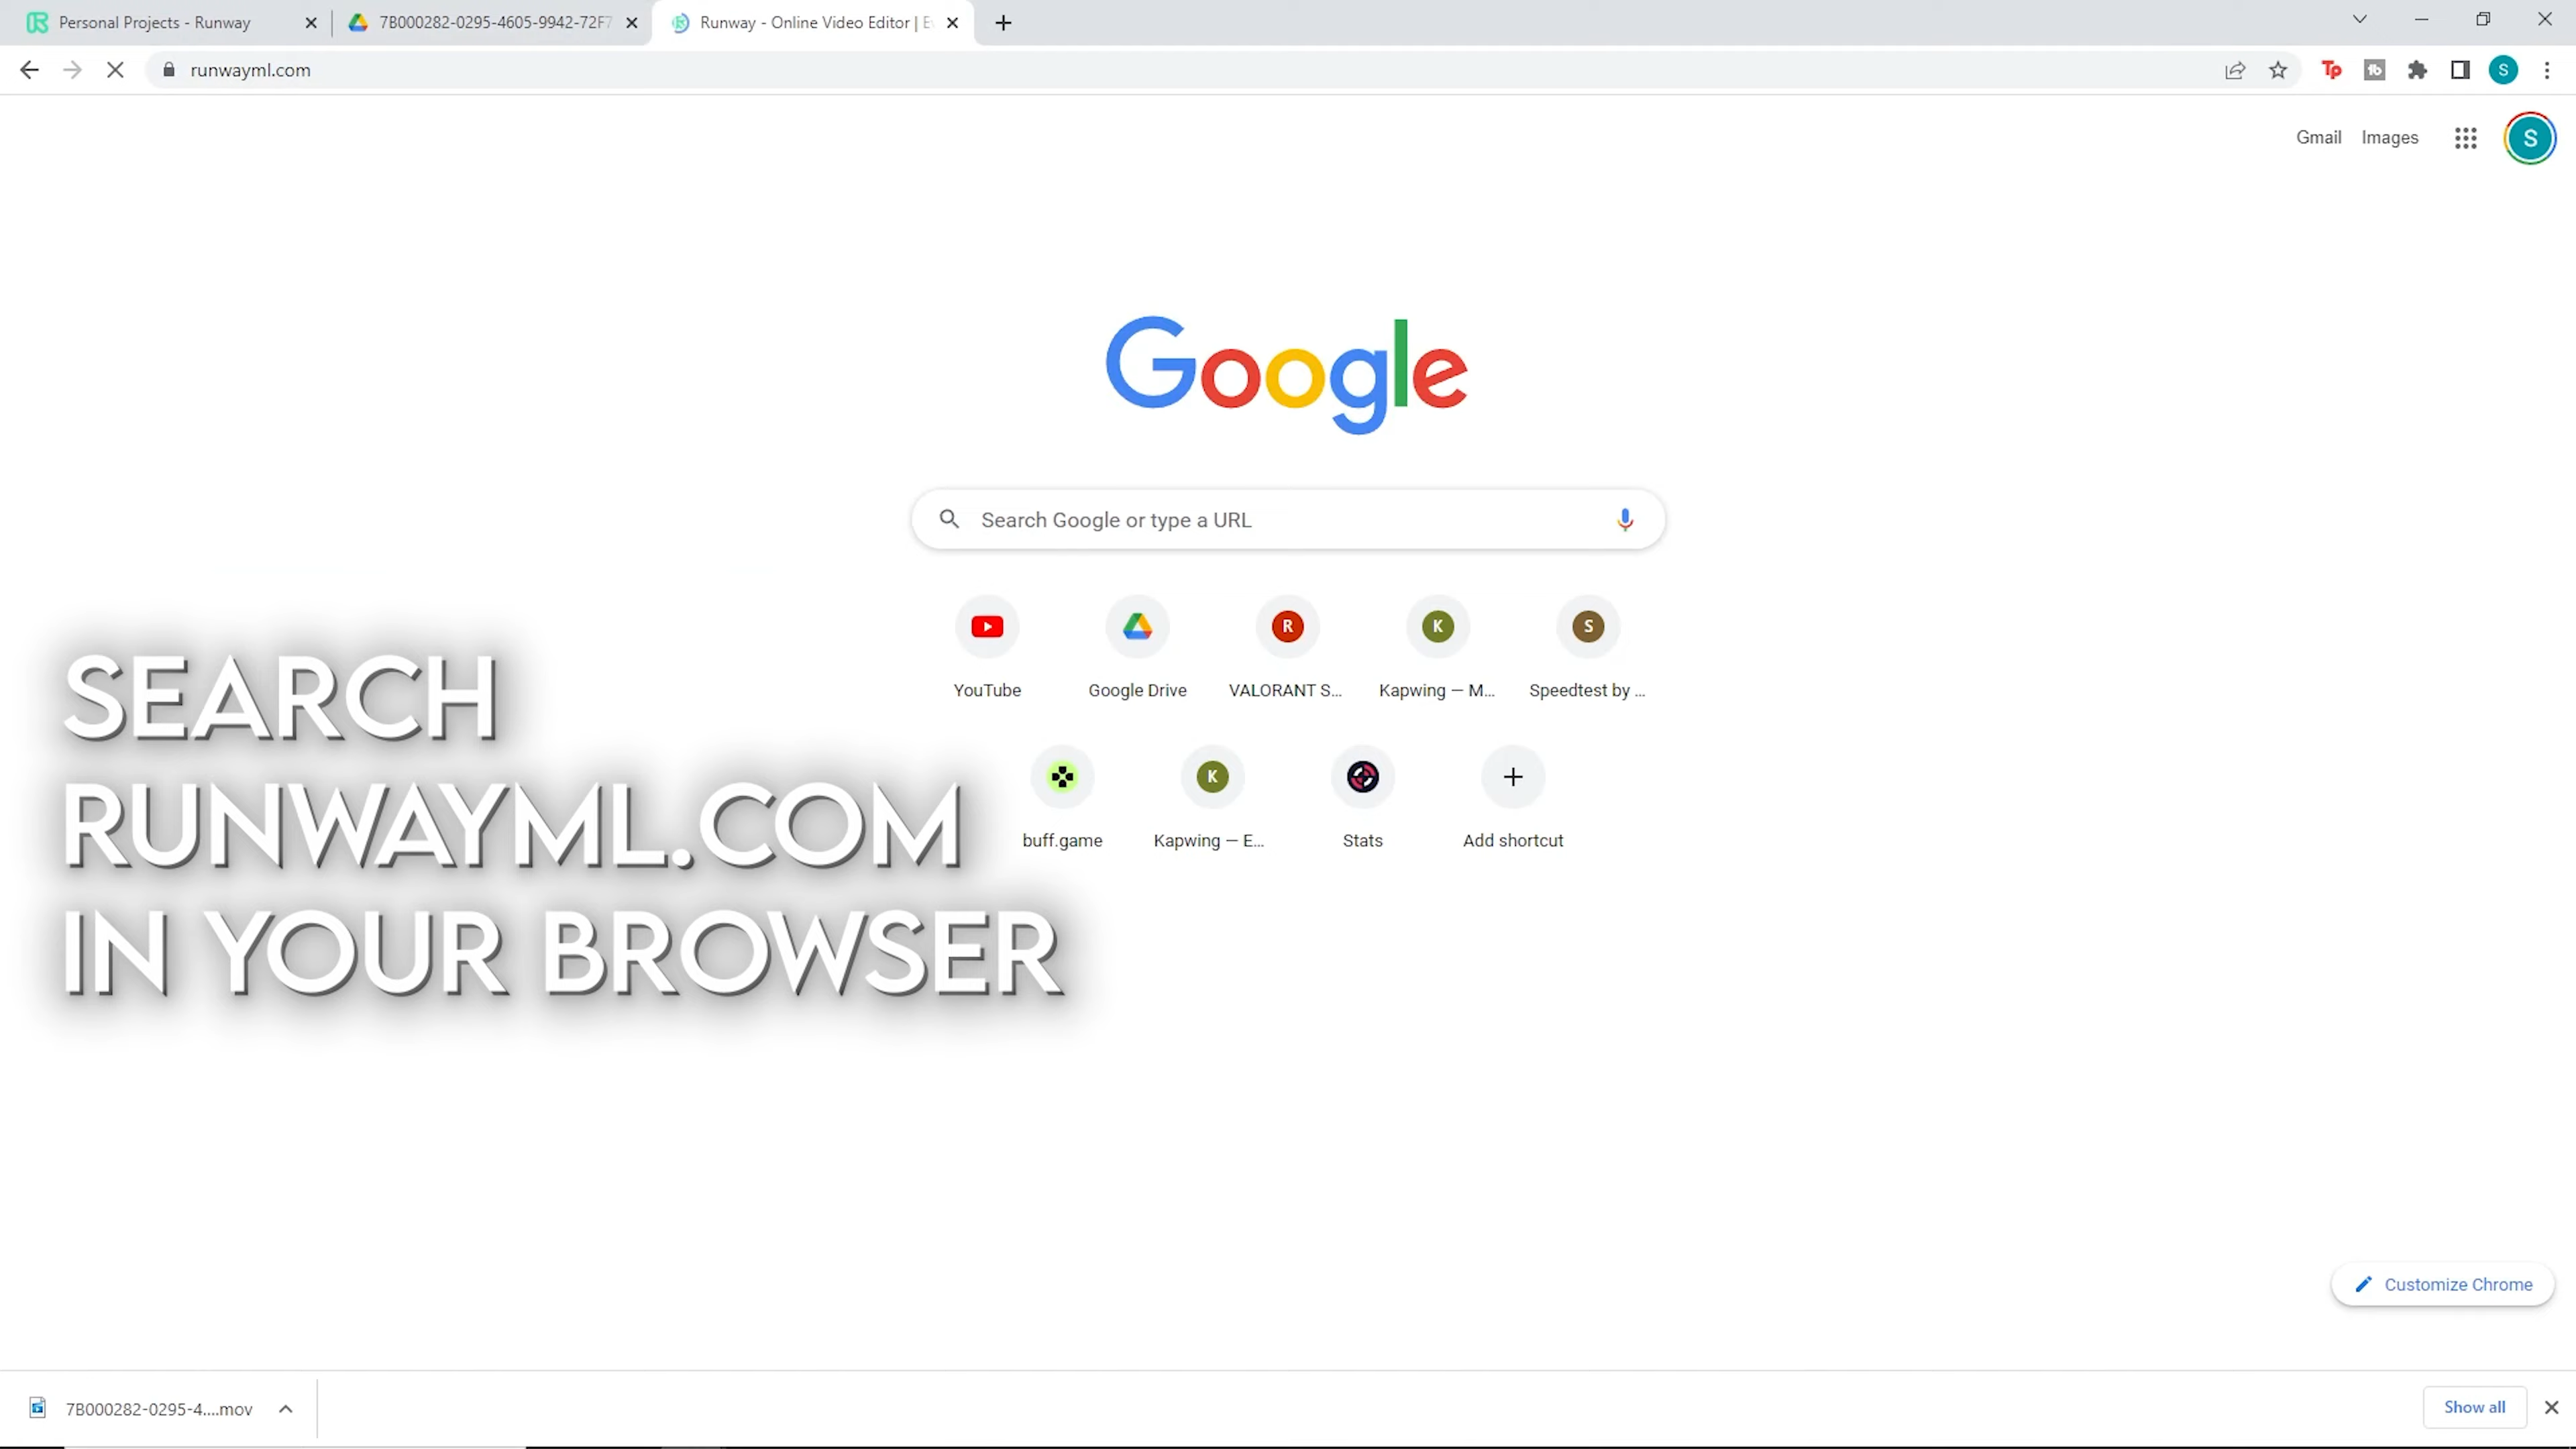 Personal Projects - Runway
7B000282-0295-4605-9942-72F7
Runway - Online Video Editor | E
runwayml.com
Tp
tb
S
Gmail
Images
S
Google
Search Google or type a URL
R
K
S
YouTube
Google Drive
VALORANT S...
Kapwing — M...
Speedtest by ...
K
buff.game
Kapwing — E...
Stats
Add shortcut
SEARCH
RUNWAYML.COM
IN YOUR BROWSER
Customize Chrome
7B000282-0295-4....mov
Show all